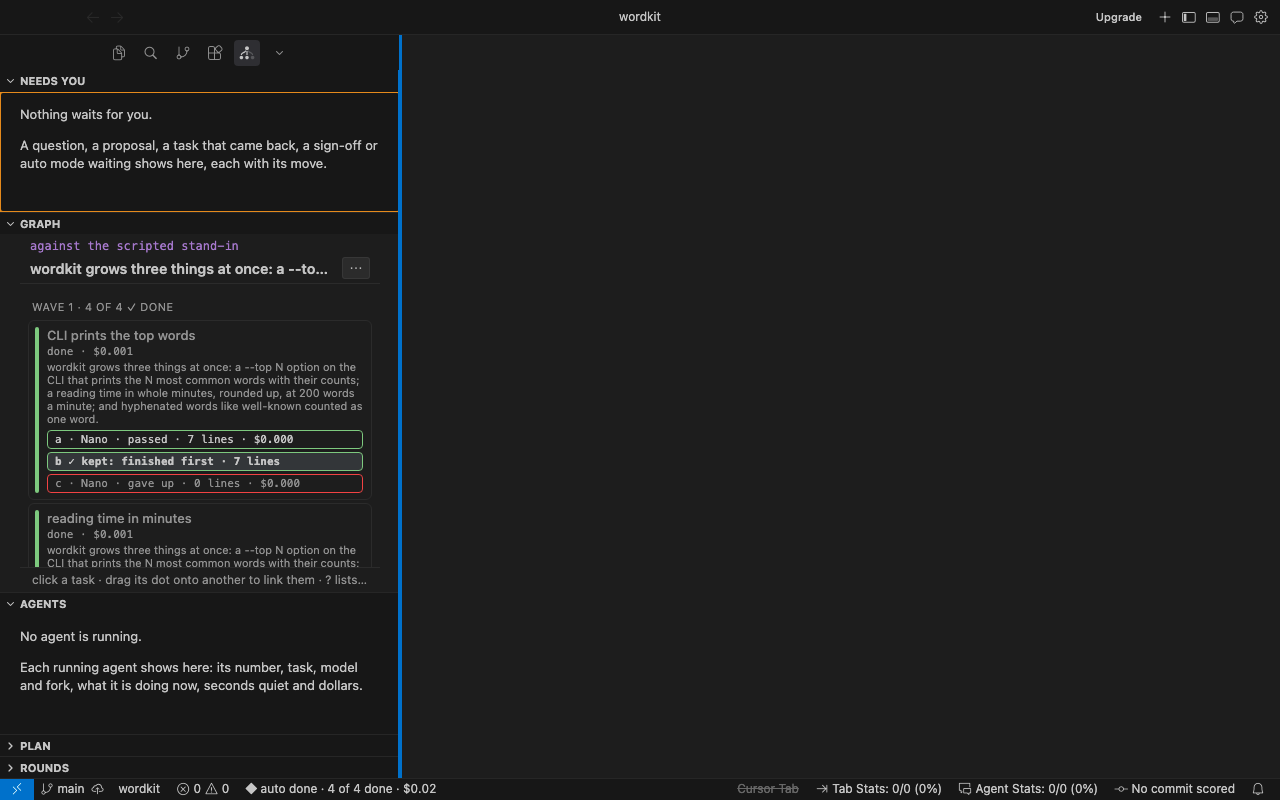 wordkit
Upgrade
NEEDS YOU
Nothing waits for you.
A question, a proposal, a task that came back, a sign-off or
auto mode waiting shows here, each with its move.
GRAPH
against the scripted stand-in
wordkit grows three things at once: a --to... ...
WAVE 1 · 4 OF 4 ✓ DONE
CLI prints the top words
done · $0.001
wordkit grows three things at once: a --top N option on the
CLI that prints the N most common words with their counts;
a reading time in whole minutes, rounded up, at 200 words
a minute; and hyphenated words like well-known counted as
one word.
a · Nano · passed · 7 lines · $0.000
b ✓ kept: finished first · 7 lines
c · Nano · gave up · 0 lines · $0.000
reading time in minutes
done · $0.001
wordkit grows three things at once: a --top N option on the
CLI that prints the N most common words with their counts;
click a task · drag its dot onto another to link them · ? lists...
AGENTS
No agent is running.
Each running agent shows here: its number, task, model
and fork, what it is doing now, seconds quiet and dollars.
PLAN
ROUNDS
main wordkit 0 0 auto done · 4 of 4 done · $0.02 Cursor Tab Tab Stats: 0/0 (0%) Agent Stats: 0/0 (0%) No commit scored